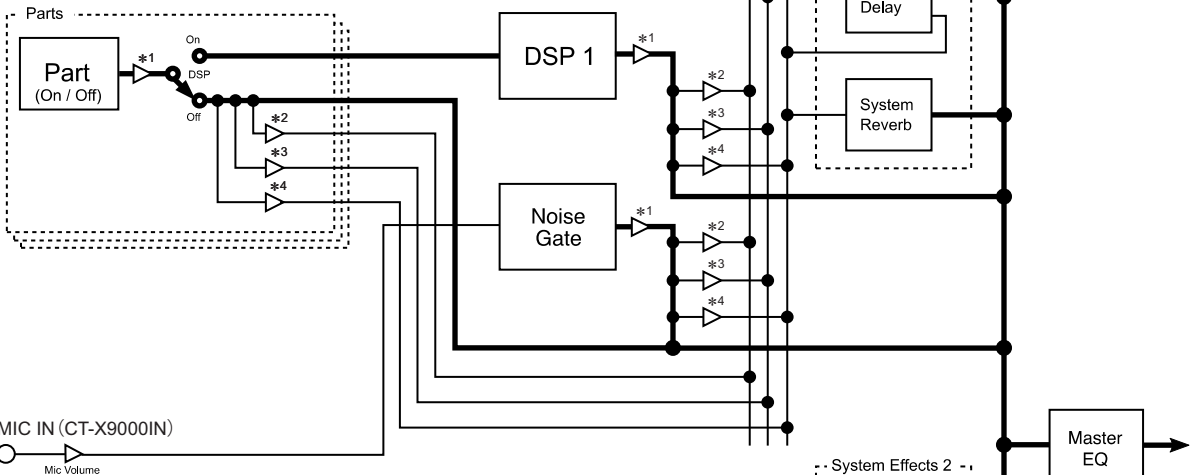 Parts
Part
(On / Off)
*1
On
DSP
Off
*2
*3
*4
DSP 1
*1
*2
*3
*4
Delay
System
Reverb
Noise
Gate
*1
*2
*3
*4
MIC IN (CT-X9000IN)
Mic Volume
System Effects 2
Master
EQ